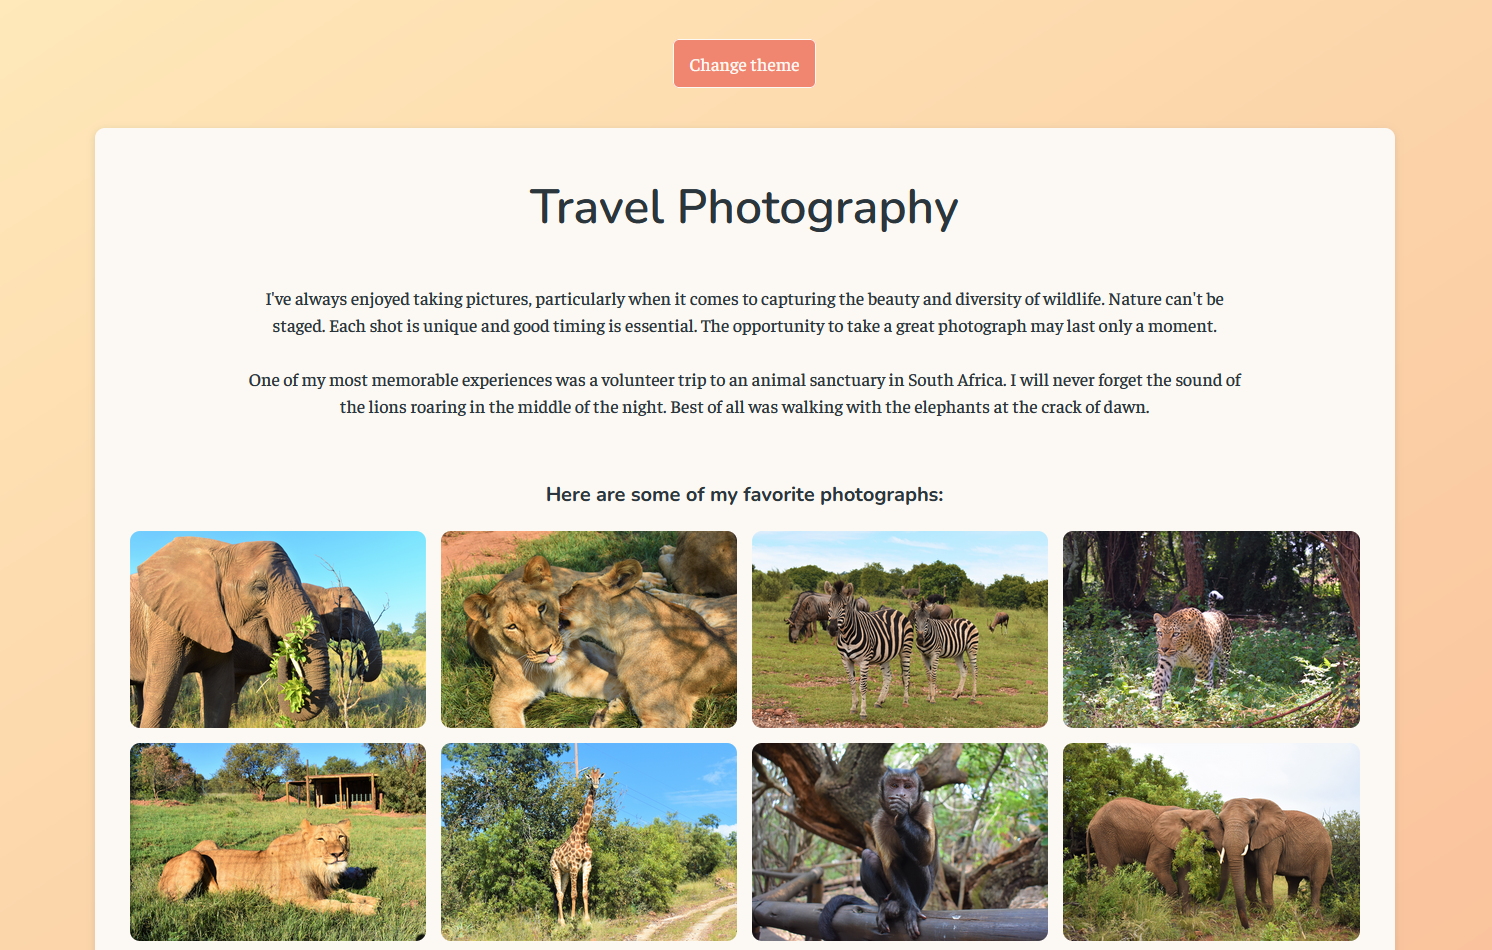 Change theme
Travel Photography
I've always enjoyed taking pictures, particularly when it comes to capturing the beauty and diversity of wildlife. Nature can't be
staged. Each shot is unique and good timing is essential. The opportunity to take a great photograph may last only a moment.
One of my most memorable experiences was a volunteer trip to an animal sanctuary in South Africa. I will never forget the sound of
the lions roaring in the middle of the night. Best of all was walking with the elephants at the crack of dawn.
Here are some of my favorite photographs: